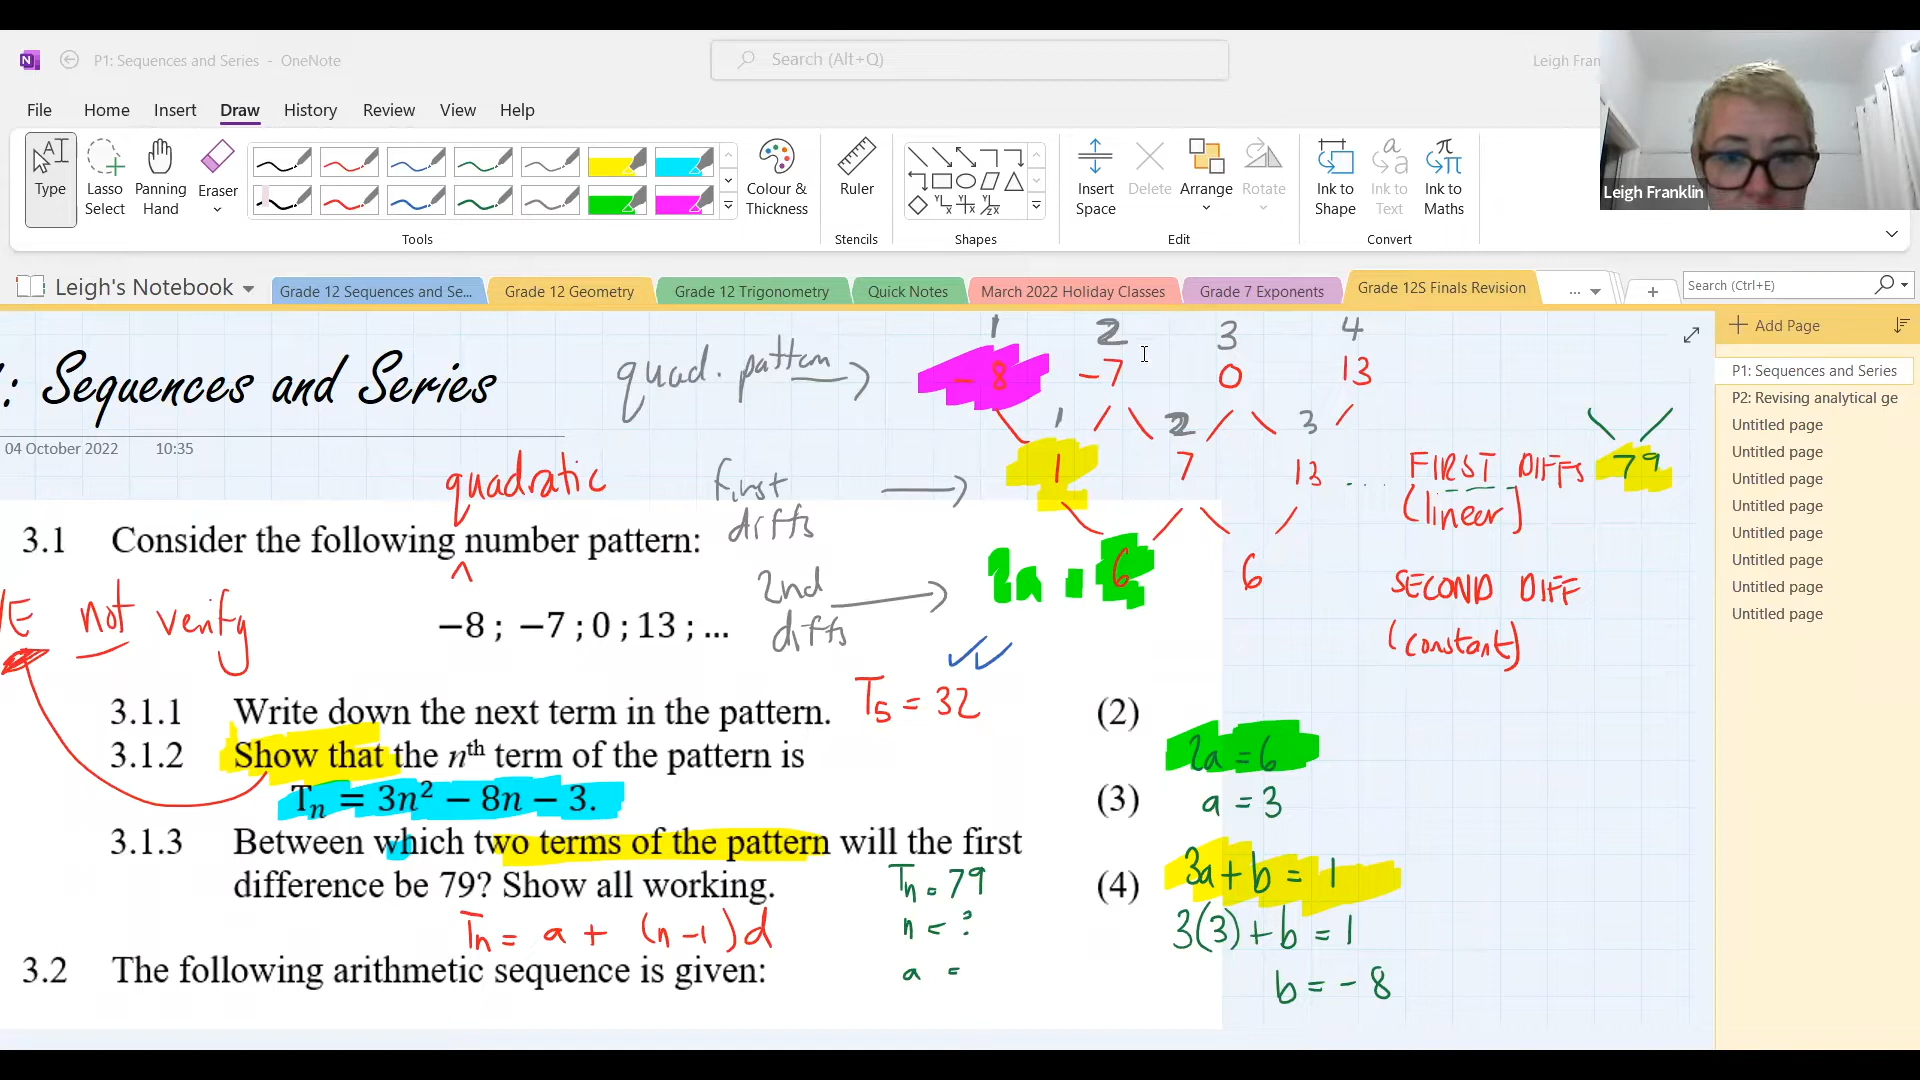 P1: Sequences and Series - OneNote
Search (Alt+Q)
Leigh Fran
File Home Insert Draw History Review View Help
Type
Lasso Select
Panning Hand
Eraser
Colour & Thickness
Ruler
Insert Space
Delete
Arrange
Rotate
Ink to Shape
Ink to Text
Ink to Maths
Leigh Franklin
Tools
Stencils
Shapes
Edit
Convert
Leigh's Notebook
Grade 12 Sequences and Se...
Grade 12 Geometry
Grade 12 Trigonometry
Quick Notes
March 2022 Holiday Classes
Grade 7 Exponents
Grade 12S Finals Revision
...
Search (Ctrl+E)
Add Page
P1: Sequences and Series
P2: Revising analytical ge
Untitled page
Untitled page
Untitled page
Untitled page
Untitled page
Untitled page
Untitled page
Untitled page
: Sequences and Series
04 October 2022 10:35
quad. pattern
1 2 3 4
-8 -7 0 13
1 2 3
first diffs
1 7 13 .... FIRST DIFFS 79
(linear)
quadratic
3.1 Consider the following number pattern:
^
2nd diffs
2a = 6 6
SECOND DIFF
(constant)
not verify
−8 ; −7 ; 0 ; 13 ; ...
3.1.1 Write down the next term in the pattern. (2)
T5 = 32
3.1.2 Show that the nth term of the pattern is
Tn = 3n² − 8n − 3. (3)
2a = 6
a = 3
3.1.3 Between which two terms of the pattern will the first
difference be 79? Show all working. (4)
Tn = 79
n = ?
a =
3a + b = 1
3(3) + b = 1
b = - 8
Tn = a + (n-1)d
3.2 The following arithmetic sequence is given: